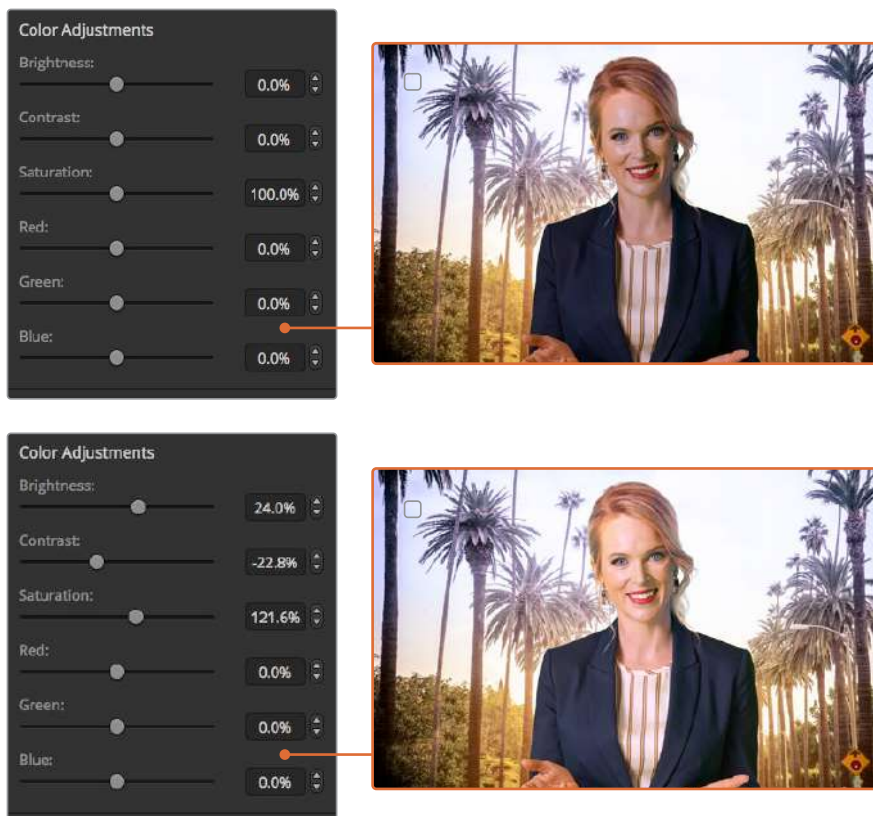 Color Adjustments
Brightness:
0.0%
Contrast:
0.0%
Saturation:
100.0%
Red:
0.0%
Green:
0.0%
Blue:
0.0%
Color Adjustments
Brightness:
24.0%
Contrast:
-22.8%
Saturation:
121.6%
Red:
0.0%
Green:
0.0%
Blue:
0.0%